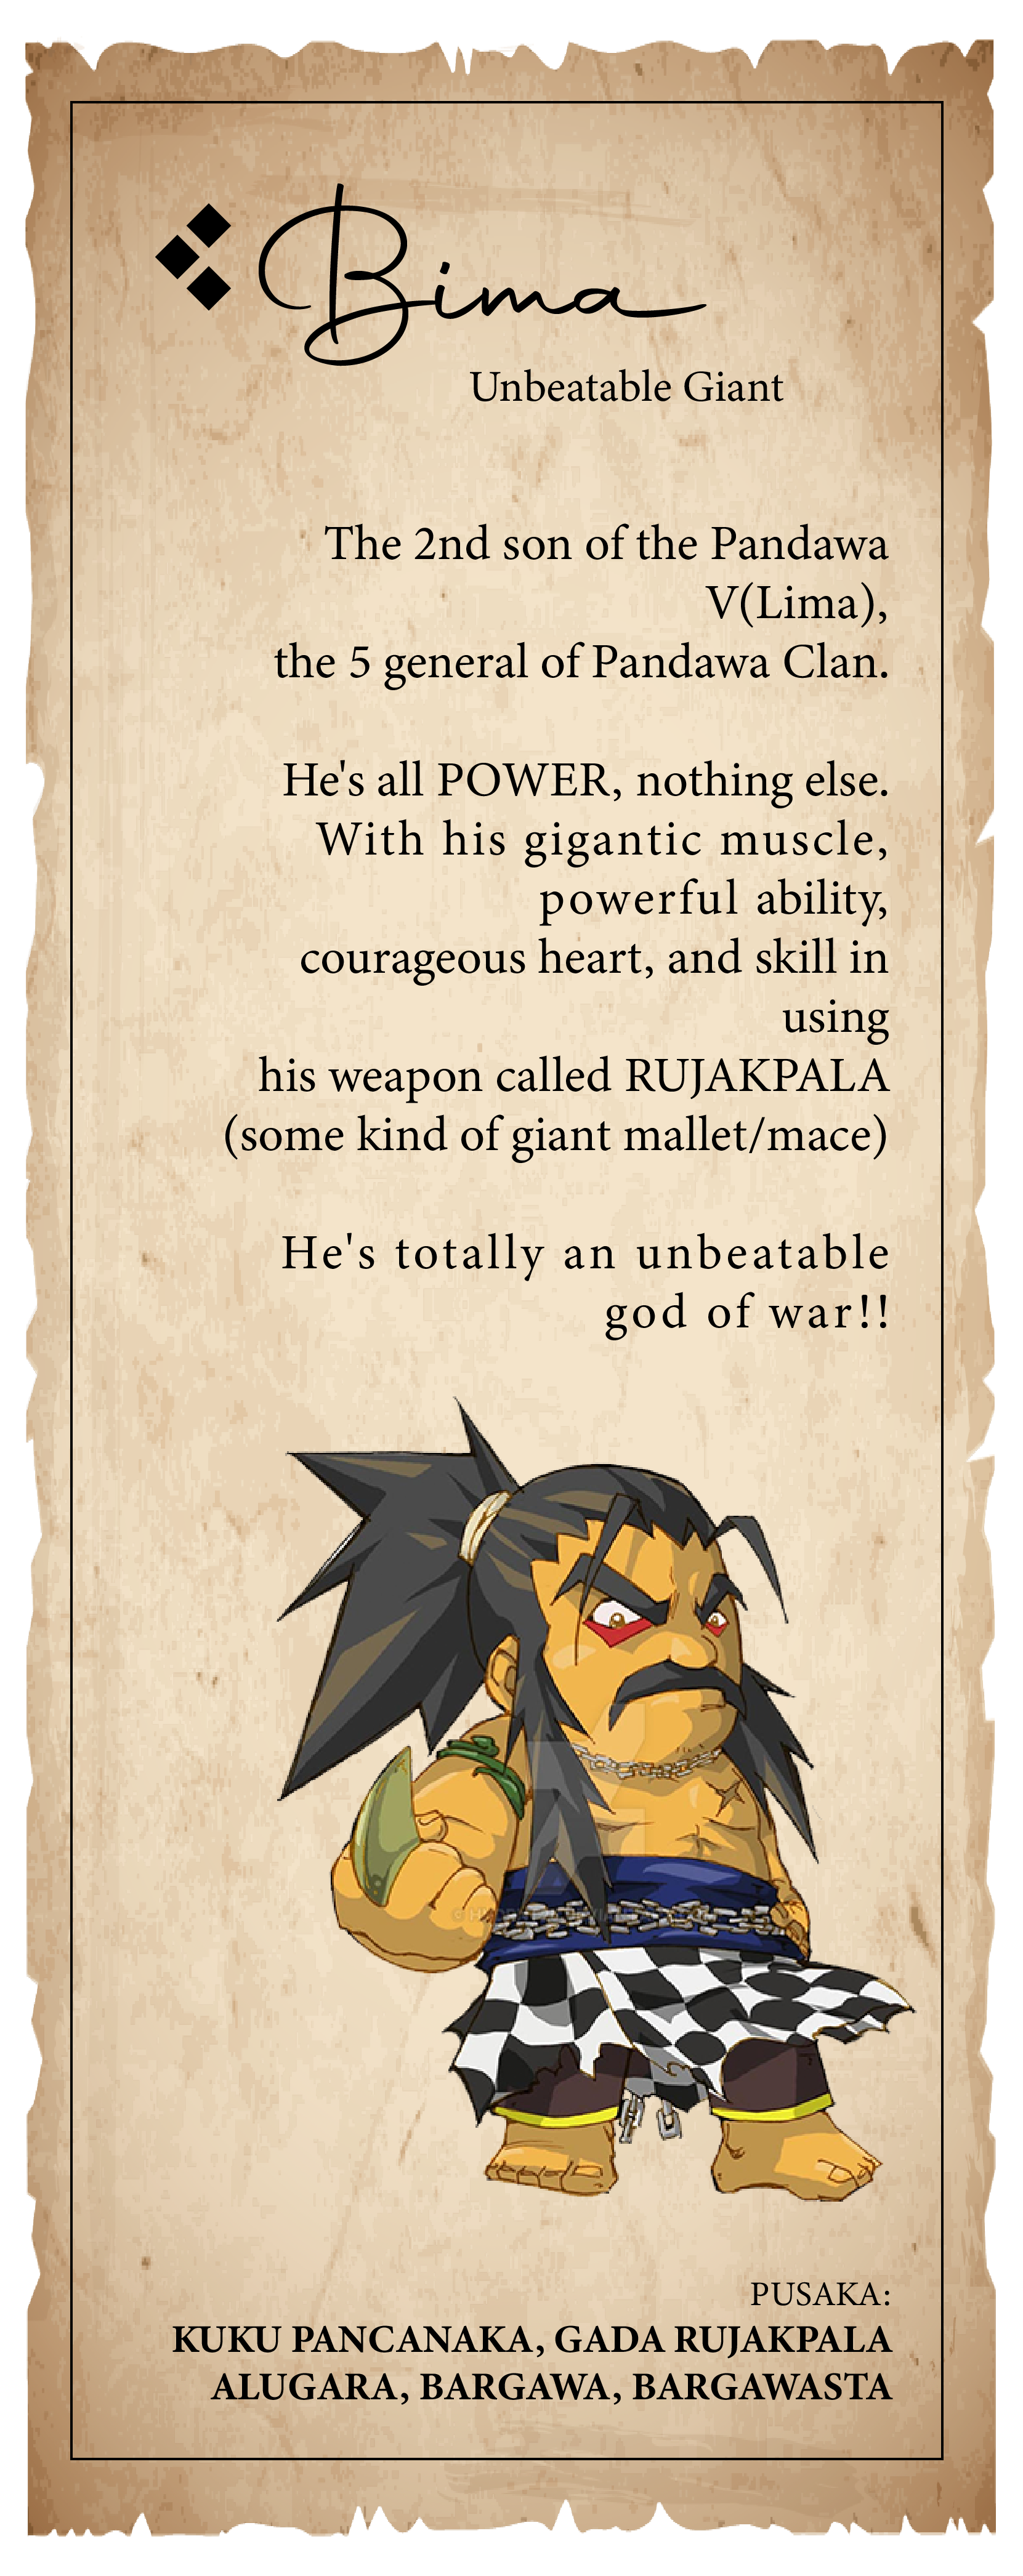 Bima
Unbeatable Giant
The 2nd son of the Pandawa
V(Lima),
the 5 general of Pandawa Clan.
He's all POWER, nothing else.
With his gigantic muscle,
powerful ability,
courageous heart, and skill in
using
his weapon called RUJAKPALA
(some kind of giant mallet/mace)
He's totally an unbeatable
god of war!!
PUSAKA:
KUKU PANCANAKA, GADA RUJAKPALA
ALUGARA, BARGAWA, BARGAWASTA